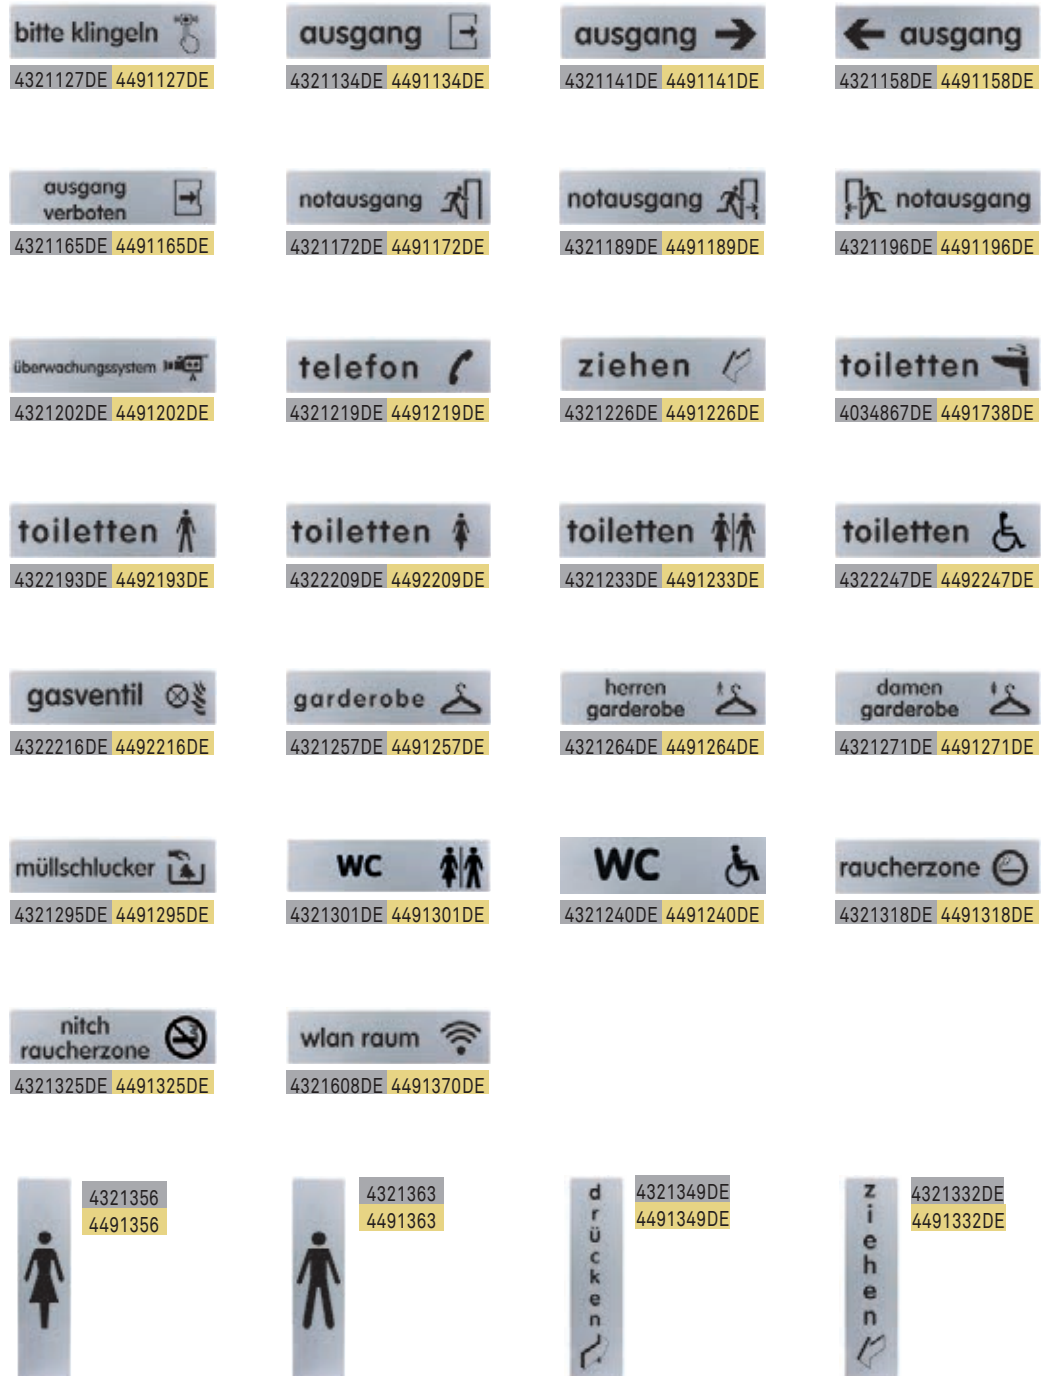 bitte klingeln
4321127DE 4491127DE
ausgang
4321134DE 4491134DE
ausgang
4321141DE 4491141DE
ausgang
4321158DE 4491158DE
ausgang
verboten
4321165DE 4491165DE
notausgang
4321172DE 4491172DE
notausgang
4321189DE 4491189DE
notausgang
4321196DE 4491196DE
überwachungssystem
4321202DE 4491202DE
telefon
4321219DE 4491219DE
ziehen
4321226DE 4491226DE
toiletten
4034867DE 4491738DE
toiletten
4322193DE 4492193DE
toiletten
4322209DE 4492209DE
toiletten
4321233DE 4491233DE
toiletten
4322247DE 4492247DE
gasventil
4322216DE 4492216DE
garderobe
4321257DE 4491257DE
herren
garderobe
4321264DE 4491264DE
damen
garderobe
4321271DE 4491271DE
müllschlucker
4321295DE 4491295DE
WC
4321301DE 4491301DE
WC
4321240DE 4491240DE
raucherzone
4321318DE 4491318DE
nitch
raucherzone
4321325DE 4491325DE
wlan raum
4321608DE 4491370DE
4321356
4491356
4321363
4491363
drücken
4321349DE
4491349DE
ziehen
4321332DE
4491332DE